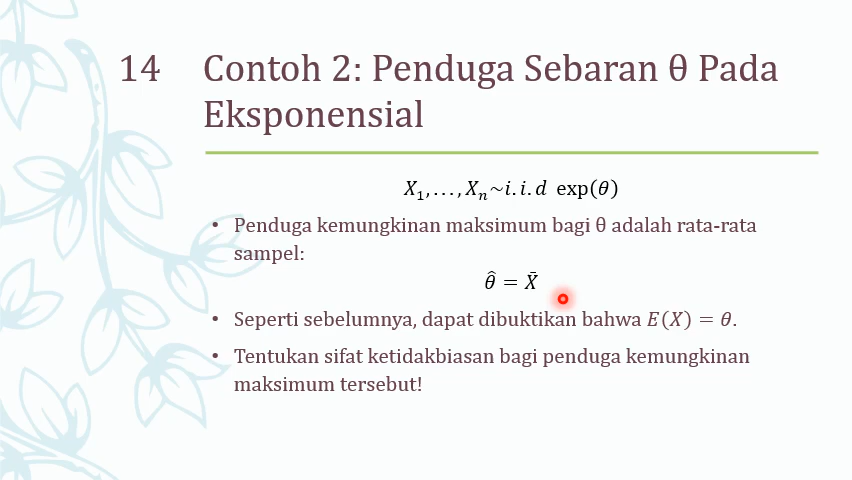 14
Contoh 2: Penduga Sebaran θ Pada
Eksponensial
X₁, . . . , Xₙ~i. i. d exp(θ)
• Penduga kemungkinan maksimum bagi θ adalah rata-rata
sampel:
θ̂ = X̄
• Seperti sebelumnya, dapat dibuktikan bahwa E(X) = θ.
• Tentukan sifat ketidakbiasan bagi penduga kemungkinan
maksimum tersebut!